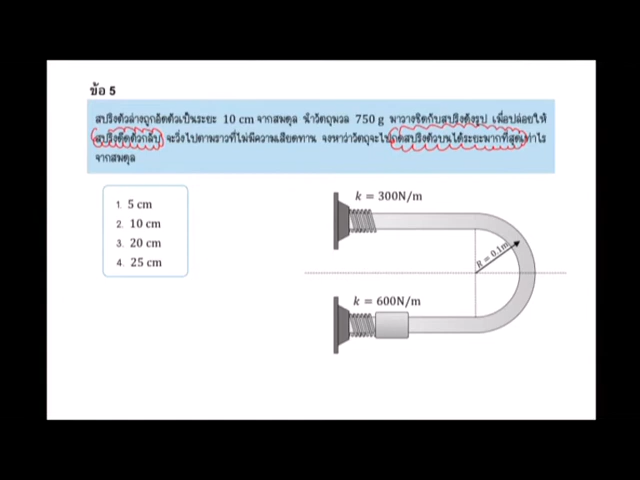 ข้อ 5
สปริงตัวล่างถูกอัดตัวเป็นระยะ 10 cm จากสมดุล นำวัตถุมวล 750 g มาวางชิดกับสปริงดังรูป เมื่อปล่อยให้
สปริงดีดตัวกลับ จะวิ่งไปตามรางที่ไม่มีความเสียดทาน จงหาว่าวัตถุจะไปกดสปริงตัวบนได้ระยะมากที่สุดเท่าไร
จากสมดุล
1. 5 cm
2. 10 cm
3. 20 cm
4. 25 cm
k = 300N/m
R = 0.1m
k = 600N/m